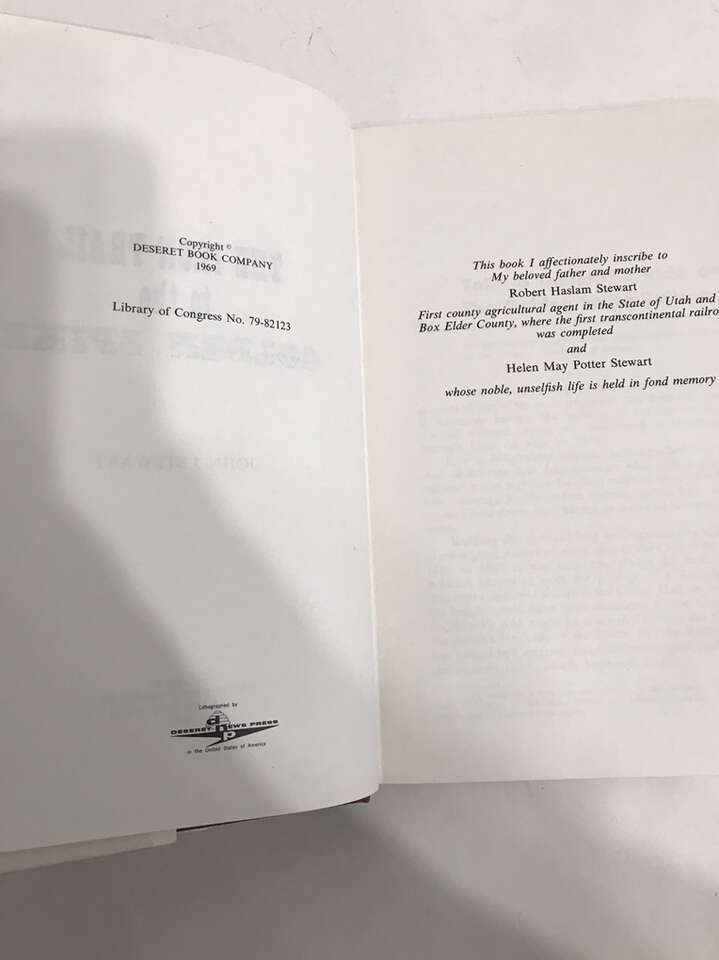 Copyright ©
DESERET BOOK COMPANY
1969
Library of Congress No. 79-82123
Lithographed by
dnp
DESERET NEWS PRESS
in the United States of America
This book I affectionately inscribe to
My beloved father and mother
Robert Haslam Stewart
First county agricultural agent in the State of Utah and
Box Elder County, where the first transcontinental railro
was completed
and
Helen May Potter Stewart
whose noble, unselfish life is held in fond memory